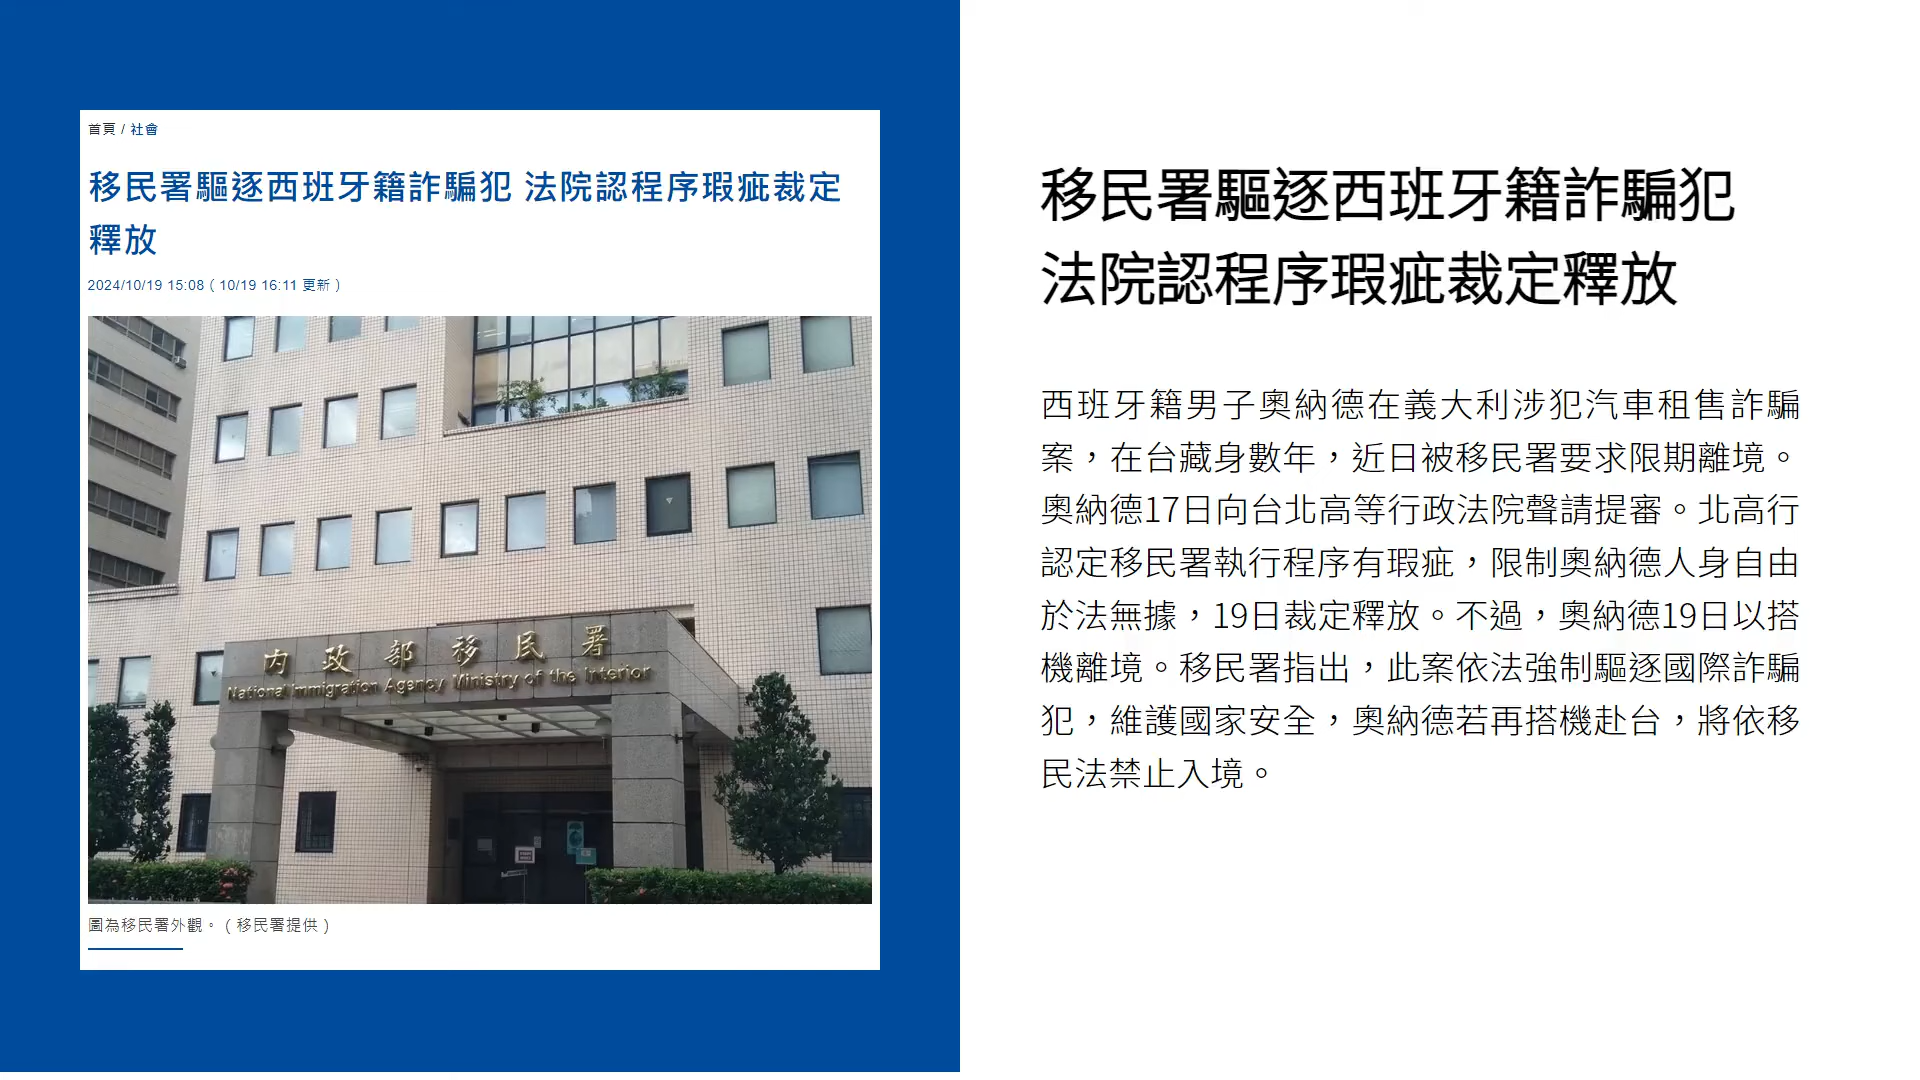 首頁 / 社會
移民署驅逐西班牙籍詐騙犯 法院認程序瑕疵裁定
釋放
2024/10/19 15:08（10/19 16:11 更新）
內政部移民署
National Immigration Agency Ministry of the Interior
圖為移民署外觀。（移民署提供）
移民署驅逐西班牙籍詐騙犯
法院認程序瑕疵裁定釋放
西班牙籍男子奧納德在義大利涉犯汽車租售詐騙
案，在台藏身數年，近日被移民署要求限期離境。
奧納德17日向台北高等行政法院聲請提審。北高行
認定移民署執行程序有瑕疵，限制奧納德人身自由
於法無據，19日裁定釋放。不過，奧納德19日以搭
機離境。移民署指出，此案依法強制驅逐國際詐騙
犯，維護國家安全，奧納德若再搭機赴台，將依移
民法禁止入境。